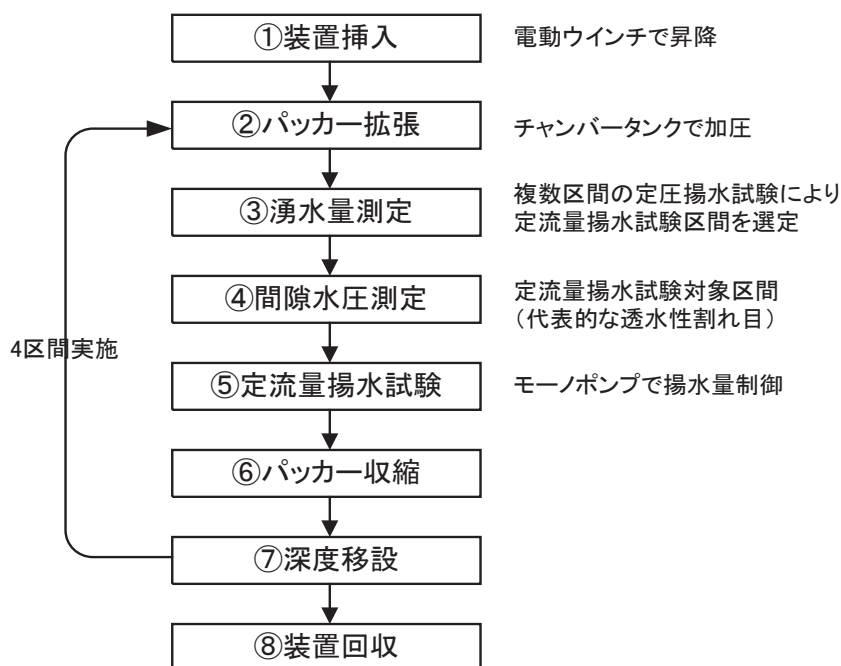 ①装置挿入
電動ウインチで昇降
②パッカー拡張
チャンバータンクで加圧
③湧水量測定
複数区間の定圧揚水試験により
定流量揚水試験区間を選定
④間隙水圧測定
定流量揚水試験対象区間
（代表的な透水性割れ目）
4区間実施
⑤定流量揚水試験
モーノポンプで揚水量制御
⑥パッカー収縮
⑦深度移設
⑧装置回収